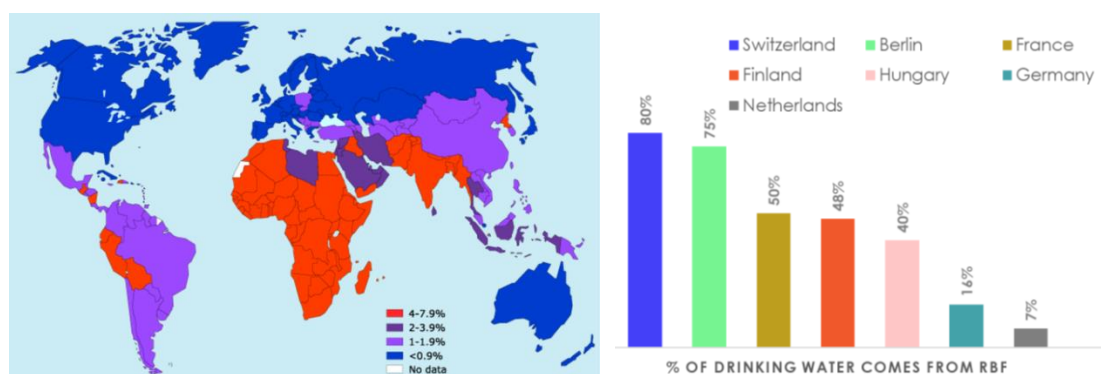 4-7.9%
2-3.9%
1-1.9%
<0.9%
No data
Switzerland Berlin France
Finland Hungary Germany
Netherlands
80%
75%
50%
48%
40%
16%
7%
% OF DRINKING WATER COMES FROM RBF